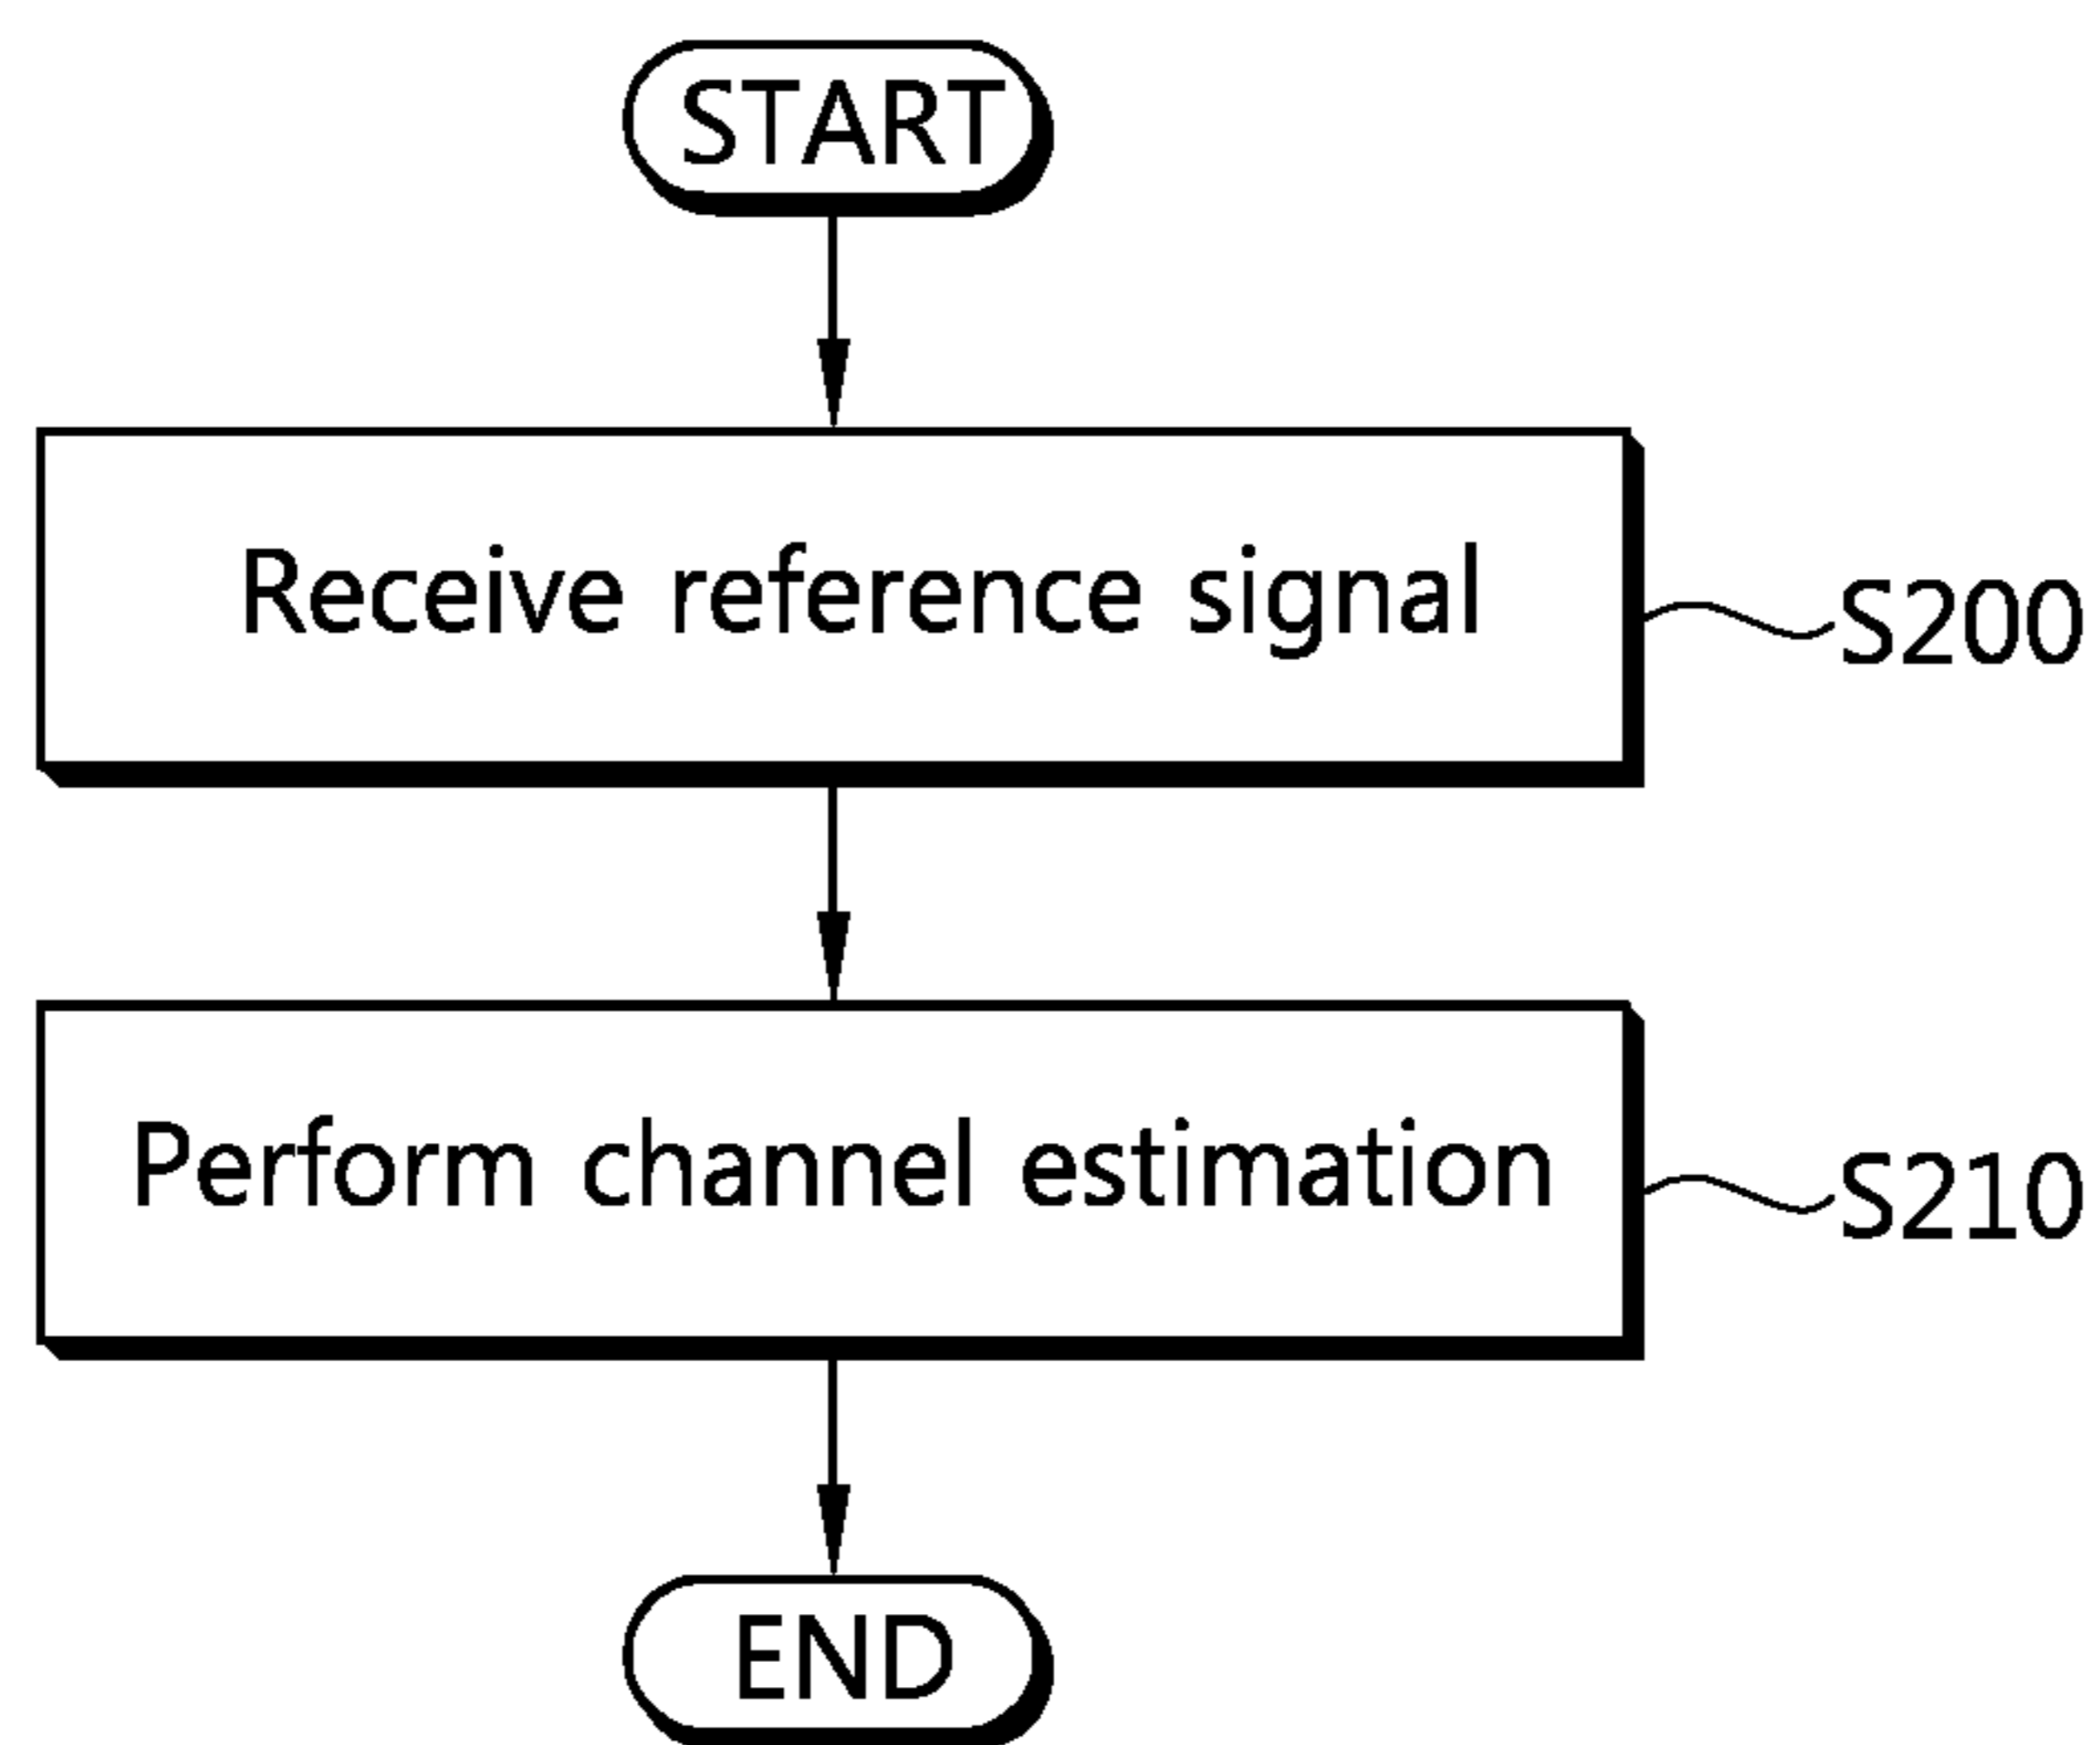 START
Receive reference signal
S200
Perform channel estimation
S210
END